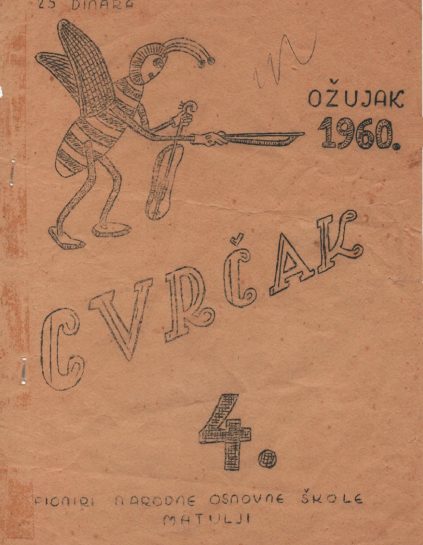 25 DINARA
OŽUJAK
1960.
CVRČAK
4.
PIONIRI NARODNE OSNOVNE ŠKOLE
MATULJI